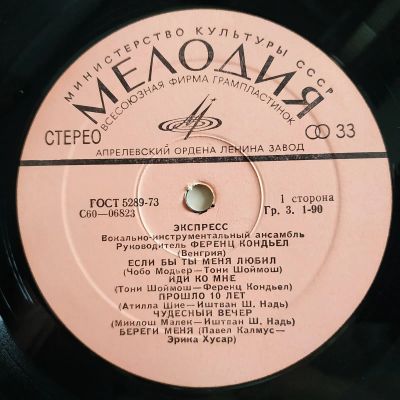 МИНИСТЕРСТВО КУЛЬТУРЫ СССР
МЕЛОДИЯ
ВСЕСОЮЗНАЯ ФИРМА ГРАМПЛАСТИНОК
СТЕРЕО
33
АПРЕЛЕВСКИЙ ОРДЕНА ЛЕНИНА ЗАВОД
ГОСТ 5289-73
С60—06823
1 сторона
Гр. 3. 1-90
ЭКСПРЕСС
Вокально-инструментальный ансамбль
Руководитель ФЕРЕНЦ КОНДЬЕЛ
(Венгрия)
ЕСЛИ БЫ ТЫ МЕНЯ ЛЮБИЛ
(Чобо Модьер—Тони Шоймош)
ИДИ КО МНЕ
(Тони Шоймош—Ференц Кондьел)
ПРОШЛО 10 ЛЕТ
(Атилла Шие—Иштван Ш. Надь)
ЧУДЕСНЫЙ ВЕЧЕР
(Миклош Малек—Иштван Ш. Надь)
БЕРЕГИ МЕНЯ (Павел Калмус—
Эрика Хусар)